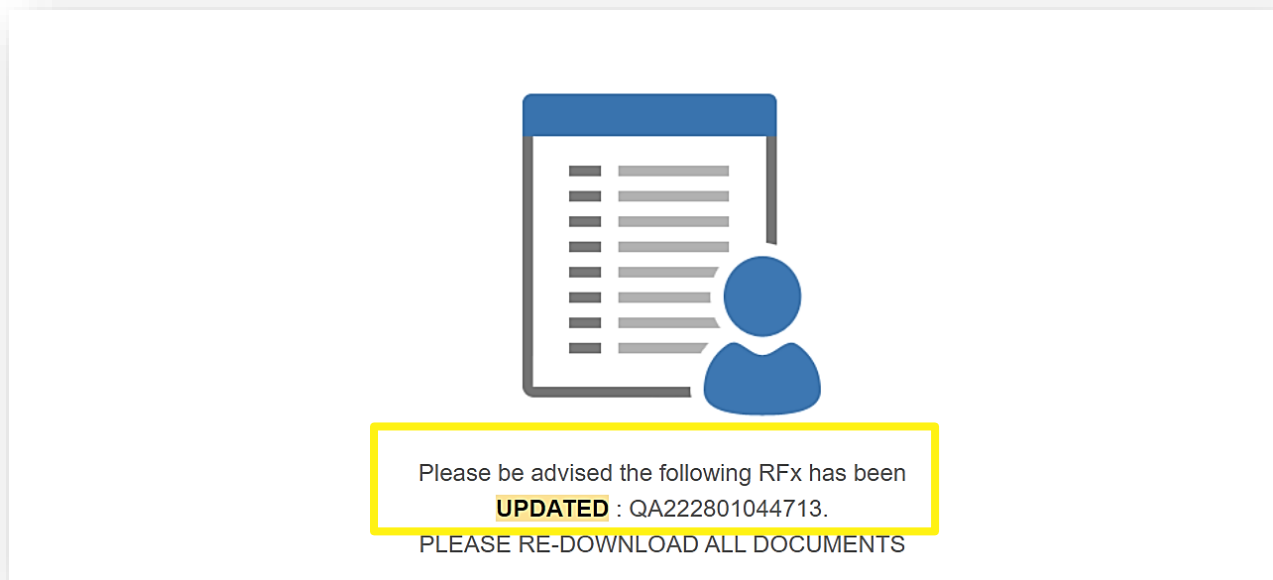 Please be advised the following RFx has been
UPDATED : QA222801044713.
PLEASE RE-DOWNLOAD ALL DOCUMENTS